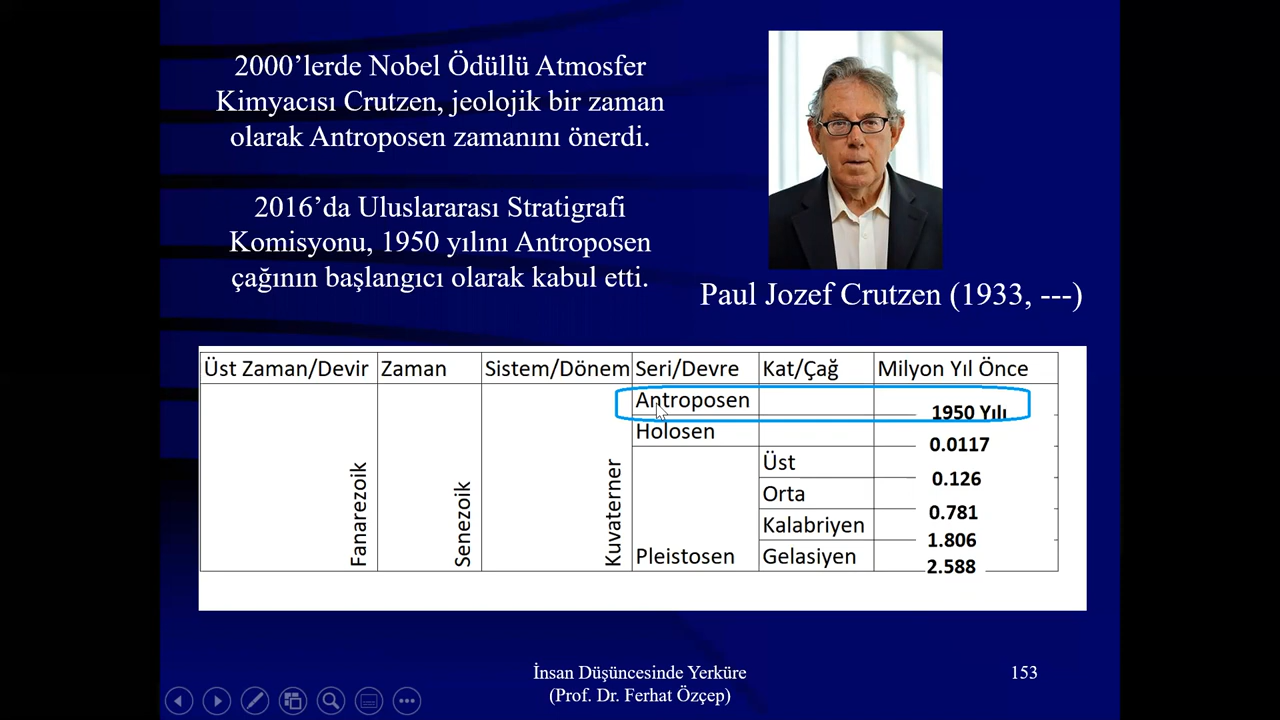 2000’lerde Nobel Ödüllü Atmosfer
Kimyacısı Crutzen, jeolojik bir zaman
olarak Antroposen zamanını önerdi.
2016’da Uluslararası Stratigrafi
Komisyonu, 1950 yılını Antroposen
çağının başlangıcı olarak kabul etti.
Paul Jozef Crutzen (1933, ---)
Üst Zaman/Devir Zaman Sistem/Dönem Seri/Devre Kat/Çağ Milyon Yıl Önce
Antroposen
1950 Yılı
Holosen
0.0117
Üst
0.126
Orta
0.781
Kalabriyen
1.806
Fanarezoik Senezoik Kuvaterner Pleistosen Gelasiyen
2.588
İnsan Düşüncesinde Yerküre
(Prof. Dr. Ferhat Özçep)
153